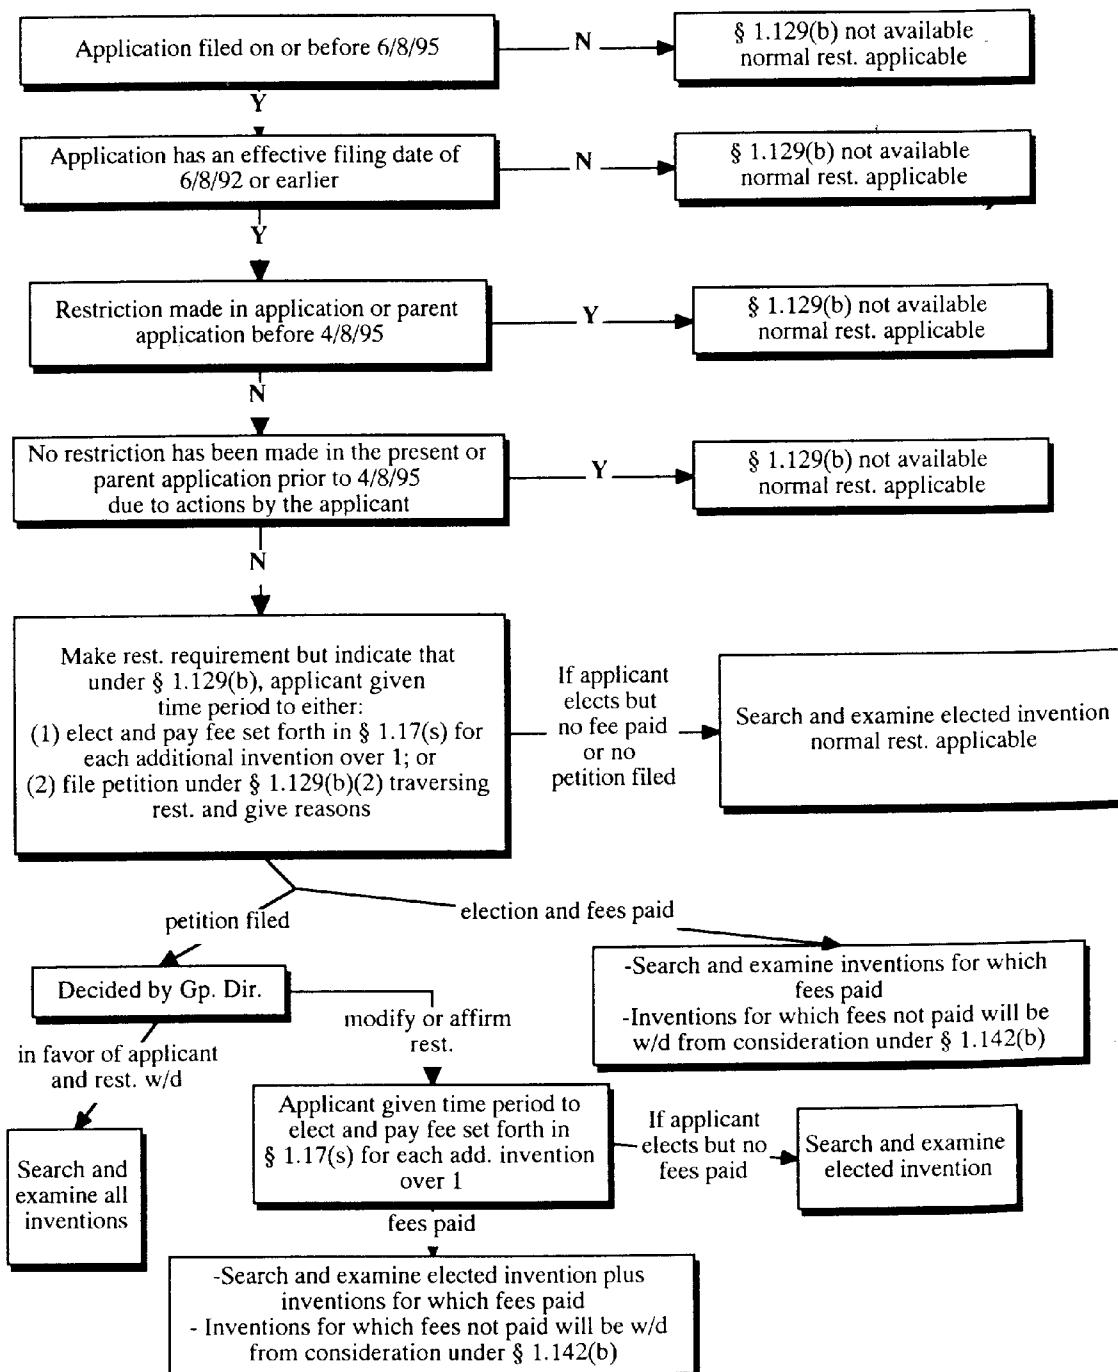 Application filed on or before 6/8/95
N
§ 1.129(b) not available
normal rest. applicable
Y
Application has an effective filing date of
6/8/92 or earlier
N
§ 1.129(b) not available
normal rest. applicable
Y
Restriction made in application or parent
application before 4/8/95
Y
§ 1.129(b) not available
normal rest. applicable
N
No restriction has been made in the present or
parent application prior to 4/8/95
due to actions by the applicant
Y
§ 1.129(b) not available
normal rest. applicable
N
Make rest. requirement but indicate that
under § 1.129(b), applicant given
time period to either:
(1) elect and pay fee set forth in § 1.17(s) for
each additional invention over 1; or
(2) file petition under § 1.129(b)(2) traversing
rest. and give reasons
If applicant
elects but
no fee paid
or no
petition filed
Search and examine elected invention
normal rest. applicable
petition filed
election and fees paid
Decided by Gp. Dir.
modify or affirm
rest.
-Search and examine inventions for which
fees paid
-Inventions for which fees not paid will be
w/d from consideration under § 1.142(b)
in favor of applicant
and rest. w/d
Search and
examine all
inventions
Applicant given time period to
elect and pay fee set forth in
§ 1.17(s) for each add. invention
over 1
If applicant
elects but no
fees paid
Search and examine
elected invention
fees paid
-Search and examine elected invention plus
inventions for which fees paid
- Inventions for which fees not paid will be w/d
from consideration under § 1.142(b)